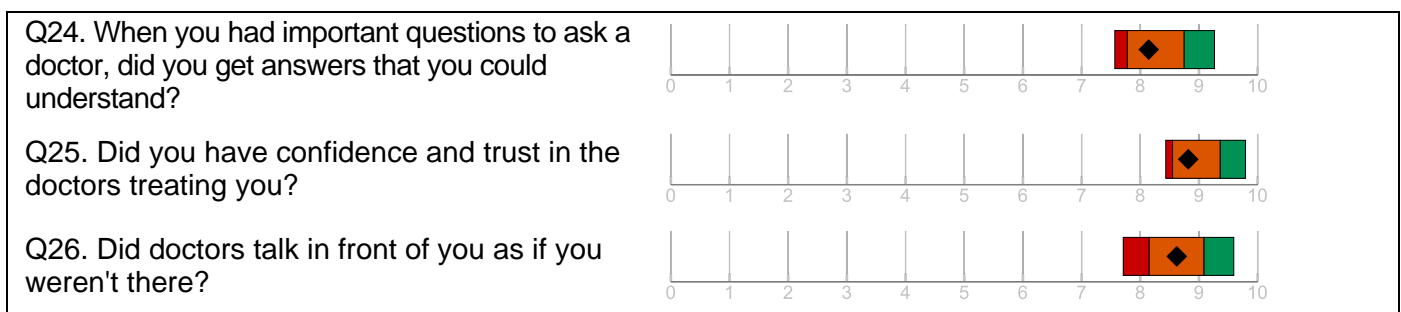 Q24. When you had important questions to ask a
doctor, did you get answers that you could
understand?
0 1 2 3 4 5 6 7 8 9 10
Q25. Did you have confidence and trust in the
doctors treating you?
0 1 2 3 4 5 6 7 8 9 10
Q26. Did doctors talk in front of you as if you
weren't there?
0 1 2 3 4 5 6 7 8 9 10